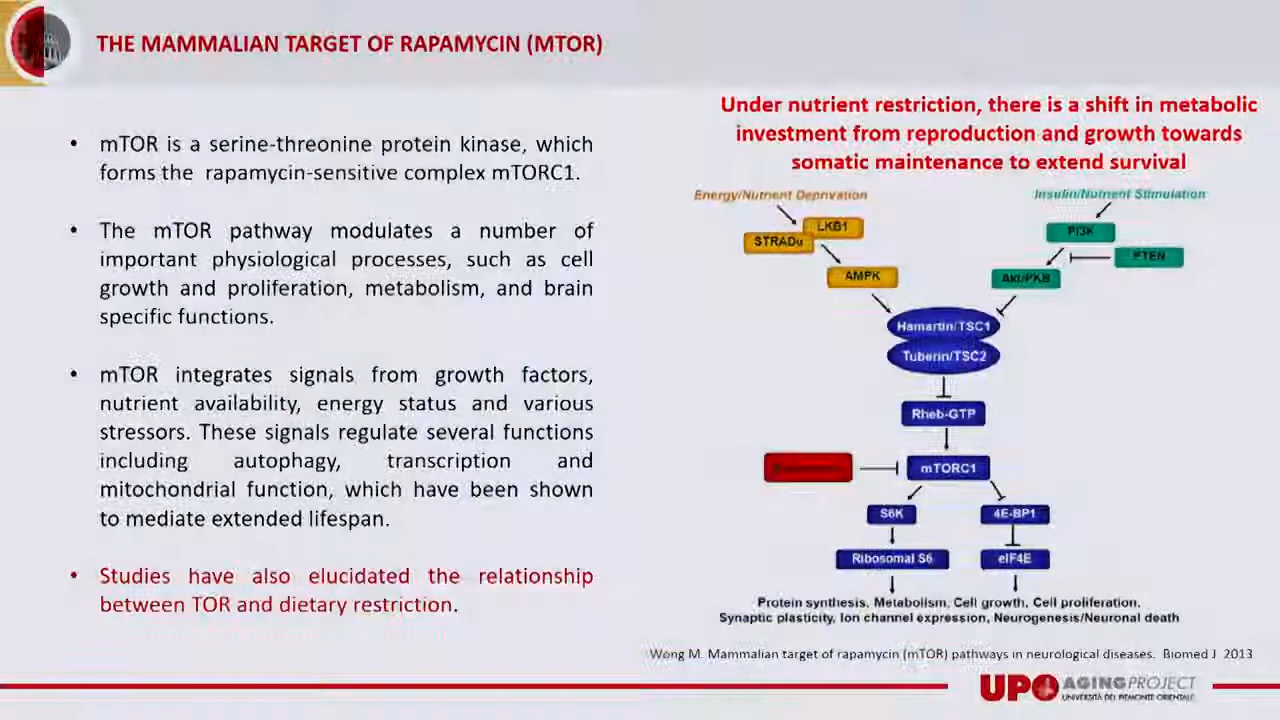 THE MAMMALIAN TARGET OF RAPAMYCIN (MTOR)
• mTOR is a serine-threonine protein kinase, which
forms the rapamycin-sensitive complex mTORC1.
• The mTOR pathway modulates a number of
important physiological processes, such as cell
growth and proliferation, metabolism, and brain
specific functions.
• mTOR integrates signals from growth factors,
nutrient availability, energy status and various
stressors. These signals regulate several functions
including autophagy, transcription and
mitochondrial function, which have been shown
to mediate extended lifespan.
• Studies have also elucidated the relationship
between TOR and dietary restriction.
Under nutrient restriction, there is a shift in metabolic
investment from reproduction and growth towards
somatic maintenance to extend survival
Energy/Nutrient Deprivation
Insulin/Nutrient Stimulation
LKB1
STRADα
PI3K
PTEN
AMPK
Akt/PKB
Hamartin/TSC1
Tuberin/TSC2
Rheb-GTP
mTORC1
S6K
4E-BP1
Ribosomal S6
eIF4E
Protein synthesis, Metabolism, Cell growth, Cell proliferation,
Synaptic plasticity, Ion channel expression, Neurogenesis/Neuronal death
Wong M. Mammalian target of rapamycin (mTOR) pathways in neurological diseases. Biomed J 2013
UPO AGING PROJECT
UNIVERSITÀ DEL PIEMONTE ORIENTALE